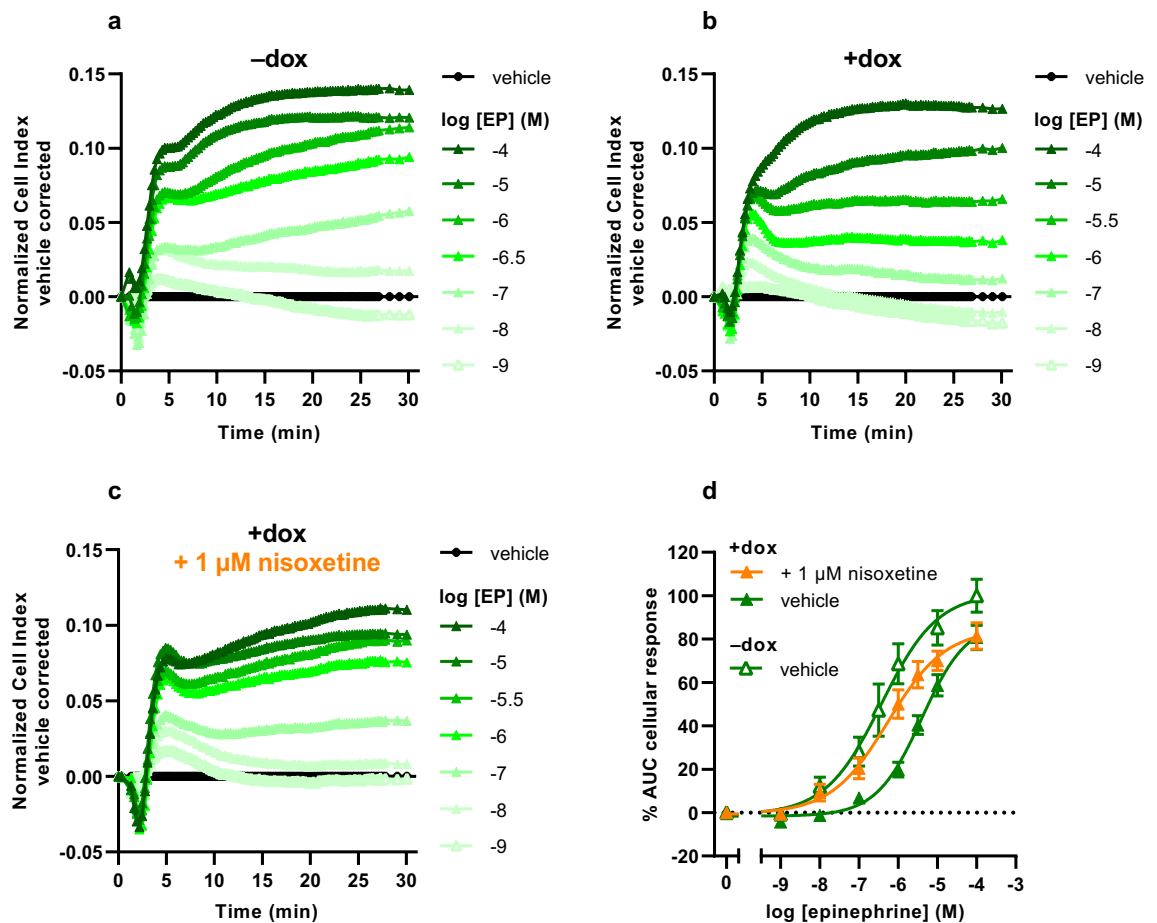 a
–dox
Normalized Cell Index
vehicle corrected
0.15
0.10
0.05
0.00
-0.05
0 5 10 15 20 25 30
Time (min)
vehicle
log [EP] (M)
-4
-5
-6
-6.5
-7
-8
-9
b
+dox
Normalized Cell Index
vehicle corrected
0.15
0.10
0.05
0.00
-0.05
0 5 10 15 20 25 30
Time (min)
vehicle
log [EP] (M)
-4
-5
-5.5
-6
-7
-8
-9
c
+dox
+ 1 µM nisoxetine
Normalized Cell Index
vehicle corrected
0.15
0.10
0.05
0.00
-0.05
0 5 10 15 20 25 30
Time (min)
vehicle
log [EP] (M)
-4
-5
-5.5
-6
-7
-8
-9
d
% AUC cellular response
120
100
80
60
40
20
0
-20
+dox
+ 1 µM nisoxetine
vehicle
–dox
vehicle
0 -9 -8 -7 -6 -5 -4 -3
log [epinephrine] (M)